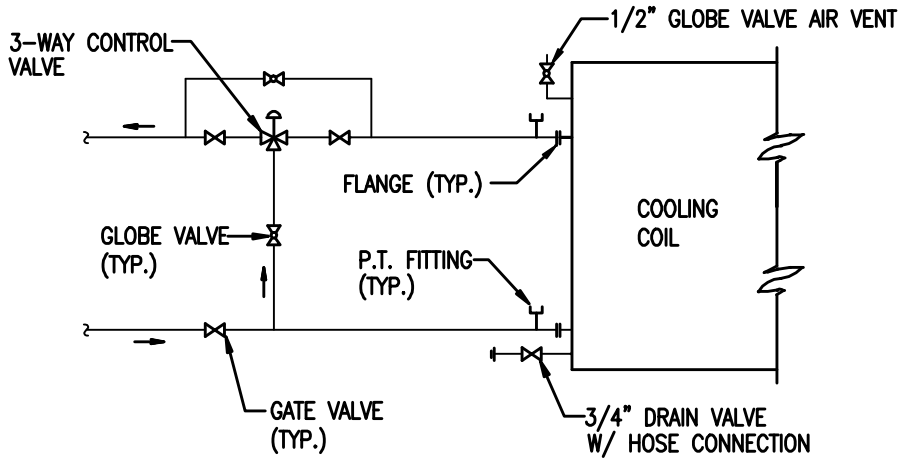 1/2" GLOBE VALVE AIR VENT
3-WAY CONTROL
VALVE
FLANGE (TYP.)
COOLING
COIL
GLOBE VALVE
(TYP.)
P.T. FITTING
(TYP.)
GATE VALVE
(TYP.)
3/4" DRAIN VALVE
W/ HOSE CONNECTION